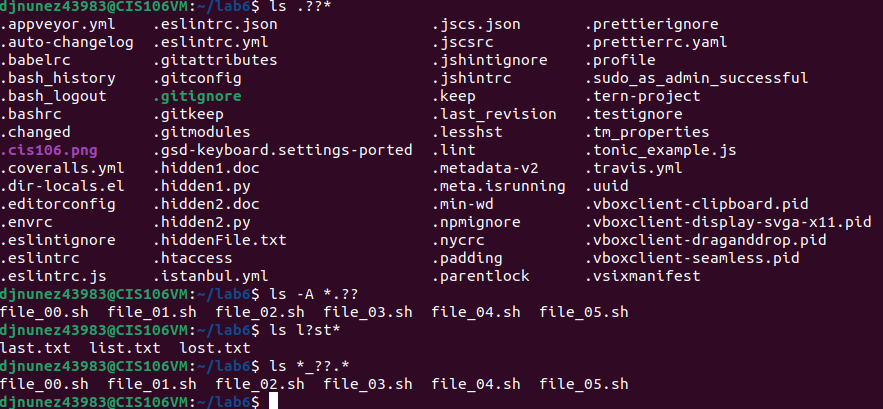 djnunez43983@CIS106VM:~/lab6$ ls .??*
.appveyor.yml .eslintrc.json .jscs.json .prettierignore
.auto-changelog .eslintrc.yml .jscsrc .prettierrc.yaml
.babelrc .gitattributes .jshintignore .profile
.bash_history .gitconfig .jshintrc .sudo_as_admin_successful
.bash_logout .gitignore .keep .tern-project
.bashrc .gitkeep .last_revision .testignore
.changed .gitmodules .lesshst .tm_properties
.cis106.png .gsd-keyboard.settings-ported .lint .tonic_example.js
.coveralls.yml .hidden1.doc .metadata-v2 .travis.yml
.dir-locals.el .hidden1.py .meta.isrunning .uuid
.editorconfig .hidden2.doc .min-wd .vboxclient-clipboard.pid
.envrc .hidden2.py .npmignore .vboxclient-display-svga-x11.pid
.eslintignore .hiddenFile.txt .nycrc .vboxclient-draganddrop.pid
.eslintrc .htaccess .padding .vboxclient-seamless.pid
.eslintrc.js .istanbul.yml .parentlock .vsixmanifest
djnunez43983@CIS106VM:~/lab6$ ls -A *.??
file_00.sh file_01.sh file_02.sh file_03.sh file_04.sh file_05.sh
djnunez43983@CIS106VM:~/lab6$ ls l?st*
last.txt list.txt lost.txt
djnunez43983@CIS106VM:~/lab6$ ls *_??.*
file_00.sh file_01.sh file_02.sh file_03.sh file_04.sh file_05.sh
djnunez43983@CIS106VM:~/lab6$